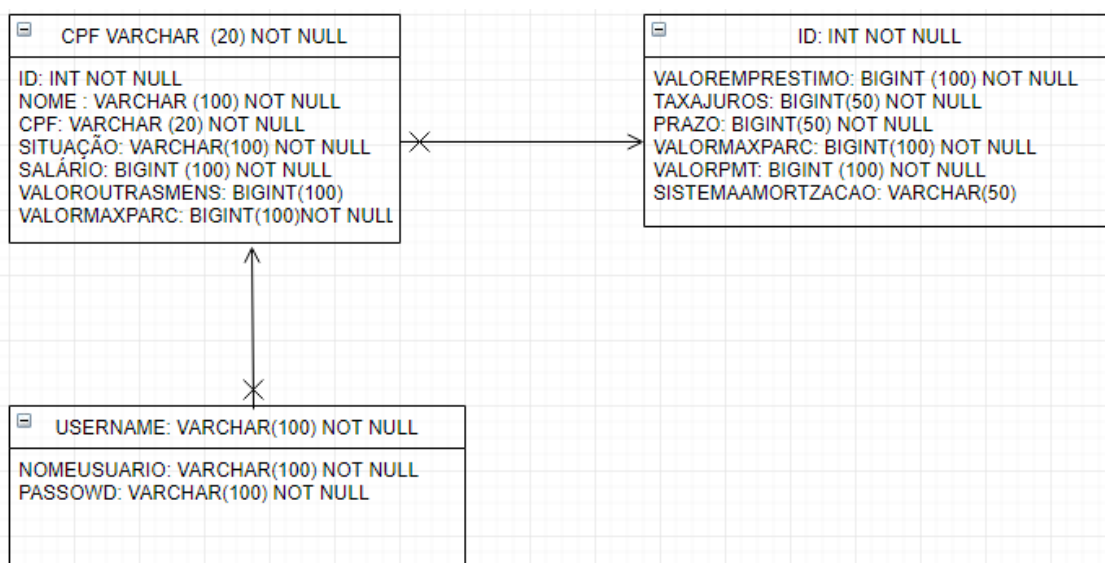 CPF VARCHAR (20) NOT NULL
ID: INT NOT NULL
NOME : VARCHAR (100) NOT NULL
CPF: VARCHAR (20) NOT NULL
SITUAÇÃO: VARCHAR(100) NOT NULL
SALÁRIO: BIGINT (100) NOT NULL
VALOROUTRASMENS: BIGINT(100)
VALORMAXPARC: BIGINT(100)NOT NULL
ID: INT NOT NULL
VALOREMPRESTIMO: BIGINT (100) NOT NULL
TAXAJUROS: BIGINT(50) NOT NULL
PRAZO: BIGINT(50) NOT NULL
VALORMAXPARC: BIGINT(100) NOT NULL
VALORPMT: BIGINT (100) NOT NULL
SISTEMAAMORTZACAO: VARCHAR(50)
USERNAME: VARCHAR(100) NOT NULL
NOMEUSUARIO: VARCHAR(100) NOT NULL
PASSOWD: VARCHAR(100) NOT NULL